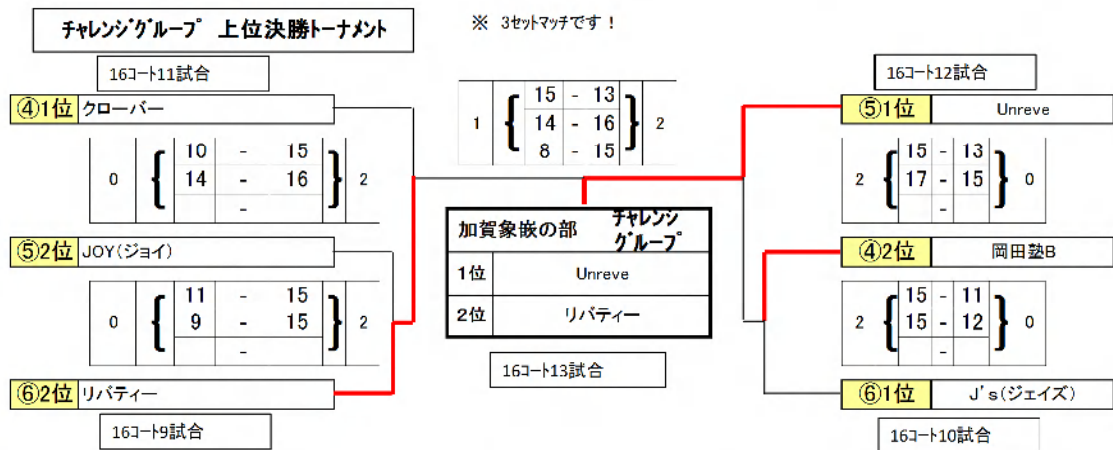 チャレンジグループ 上位決勝トーナメント
※ 3セットマッチです！
16コート11試合
16コート12試合
④1位 クローバー
1 { 15 - 13 } 2
14 - 16
8 - 15
⑤1位 Unreve
0 { 10 - 15 } 2
14 - 16
-
2 { 15 - 13 } 0
17 - 15
-
加賀象嵌の部 チャレンジグループ
1位 Unreve
2位 リバティー
16コート13試合
⑤2位 JOY(ジョイ)
④2位 岡田塾B
0 { 11 - 15 } 2
9 - 15
-
2 { 15 - 11 } 0
15 - 12
-
⑥2位 リバティー
⑥1位 J's(ジェイズ)
16コート9試合
16コート10試合